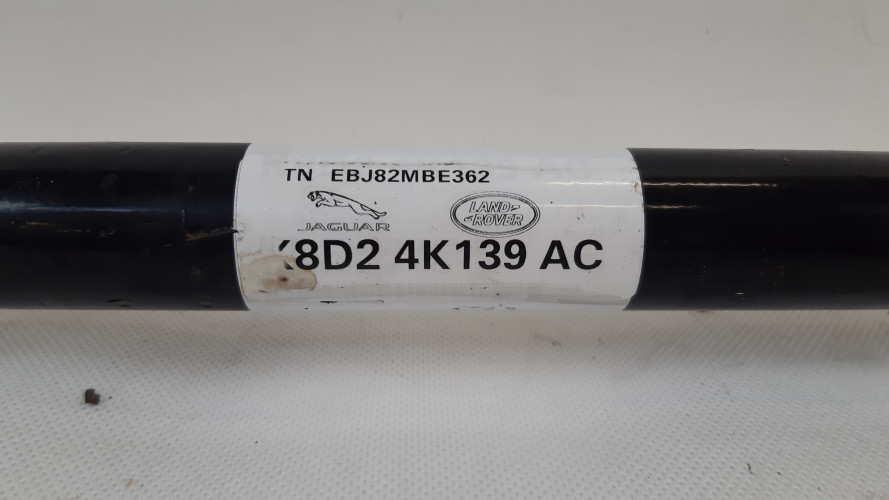 TN EBJ82MBE362
JAGUAR
LAND-
ROVER
K8D2 4K139 AC